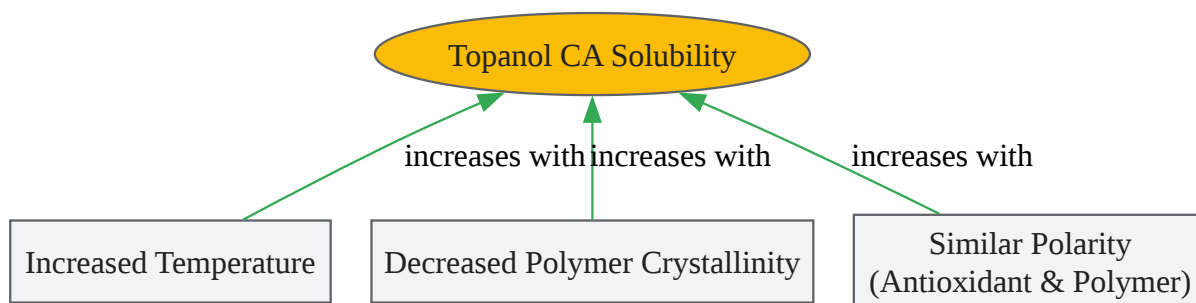 Topanol CA Solubility
increases with
increases with
increases with
Increased Temperature
Decreased Polymer Crystallinity
Similar Polarity
(Antioxidant & Polymer)